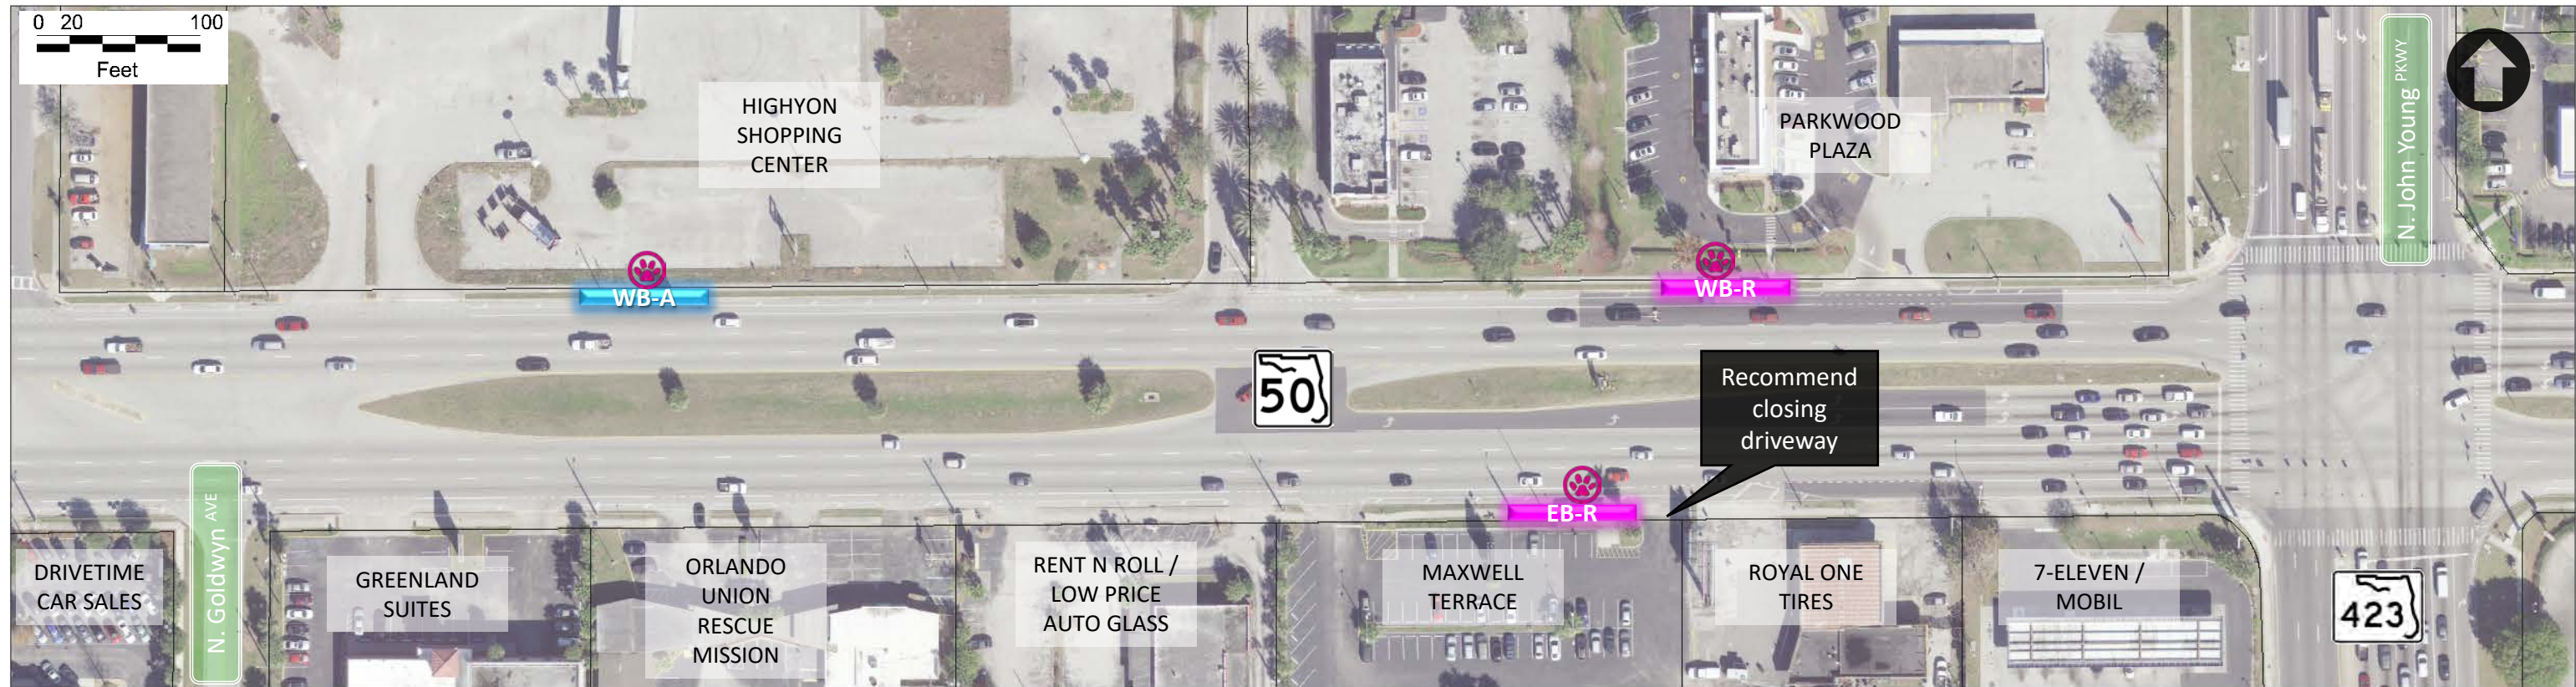 0 20 100
Feet
HIGHYON
SHOPPING
CENTER
PARKWOOD
PLAZA
N. John Young PKWY
WB-A
WB-R
50
Recommend
closing
driveway
EB-R
N. Goldwyn AVE
DRIVETIME
CAR SALES
GREENLAND
SUITES
ORLANDO
UNION
RESCUE
MISSION
RENT N ROLL /
LOW PRICE
AUTO GLASS
MAXWELL
TERRACE
ROYAL ONE
TIRES
7-ELEVEN /
MOBIL
423